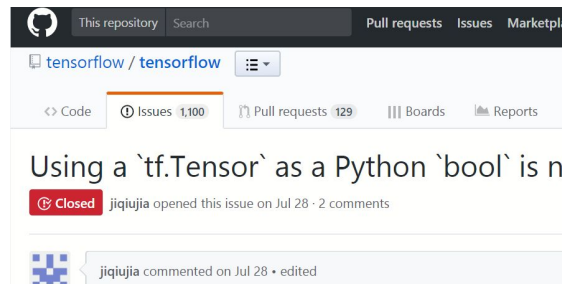 This repository Search Pull requests Issues
tensorflow / tensorflow
<> Code Issues 1,100 Pull requests 129 Boards Reports
Using a `tf.Tensor` as a Python `bool` is
Closed jiqiujia opened this issue on Jul 28 · 2 comments
jiqiujia commented on Jul 28 • edited